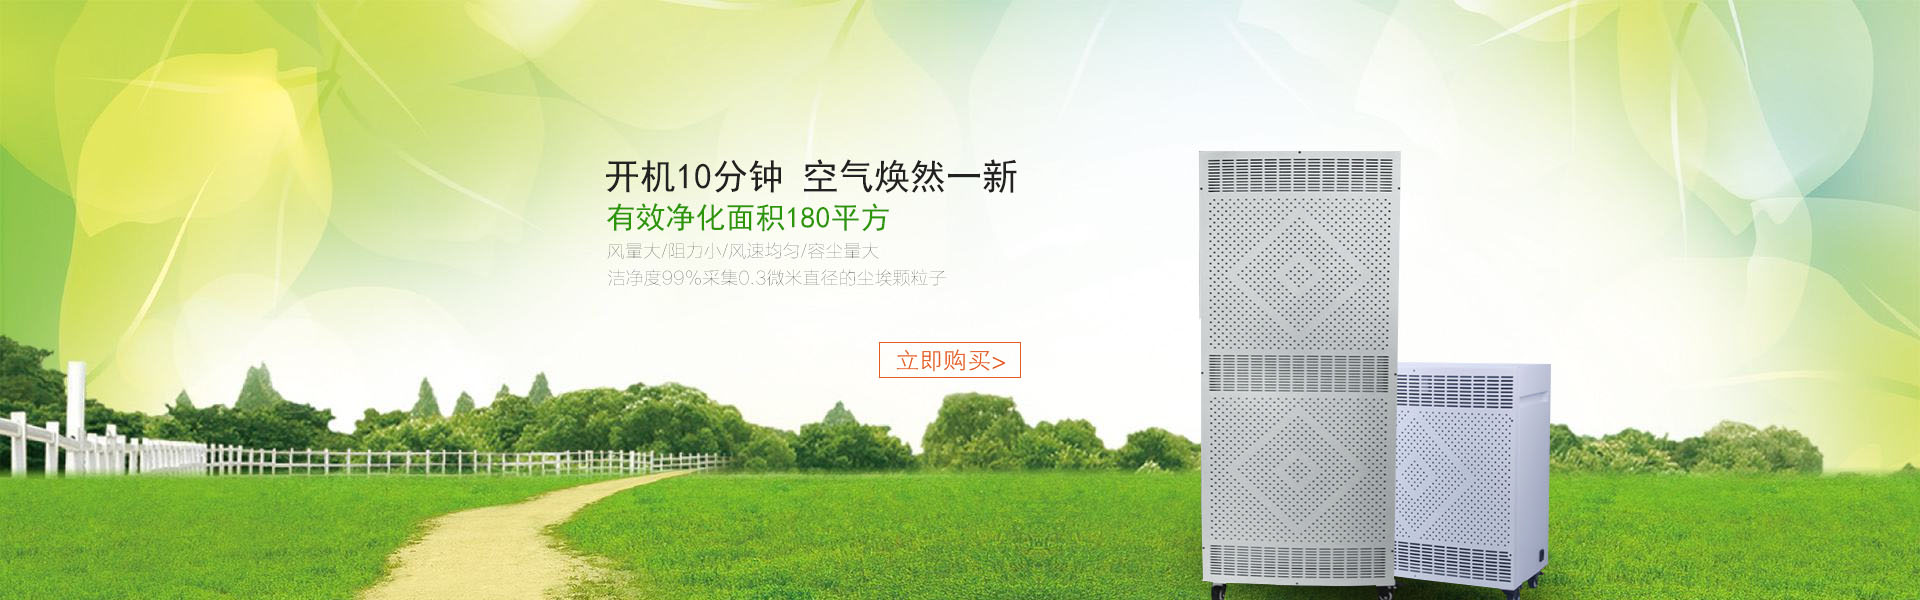 开机10分钟 空气焕然一新
有效净化面积180平方
风量大/阻力小/风速均匀/容尘量大
洁净度99%采集0.3微米直径的尘埃颗粒子
立即购买>